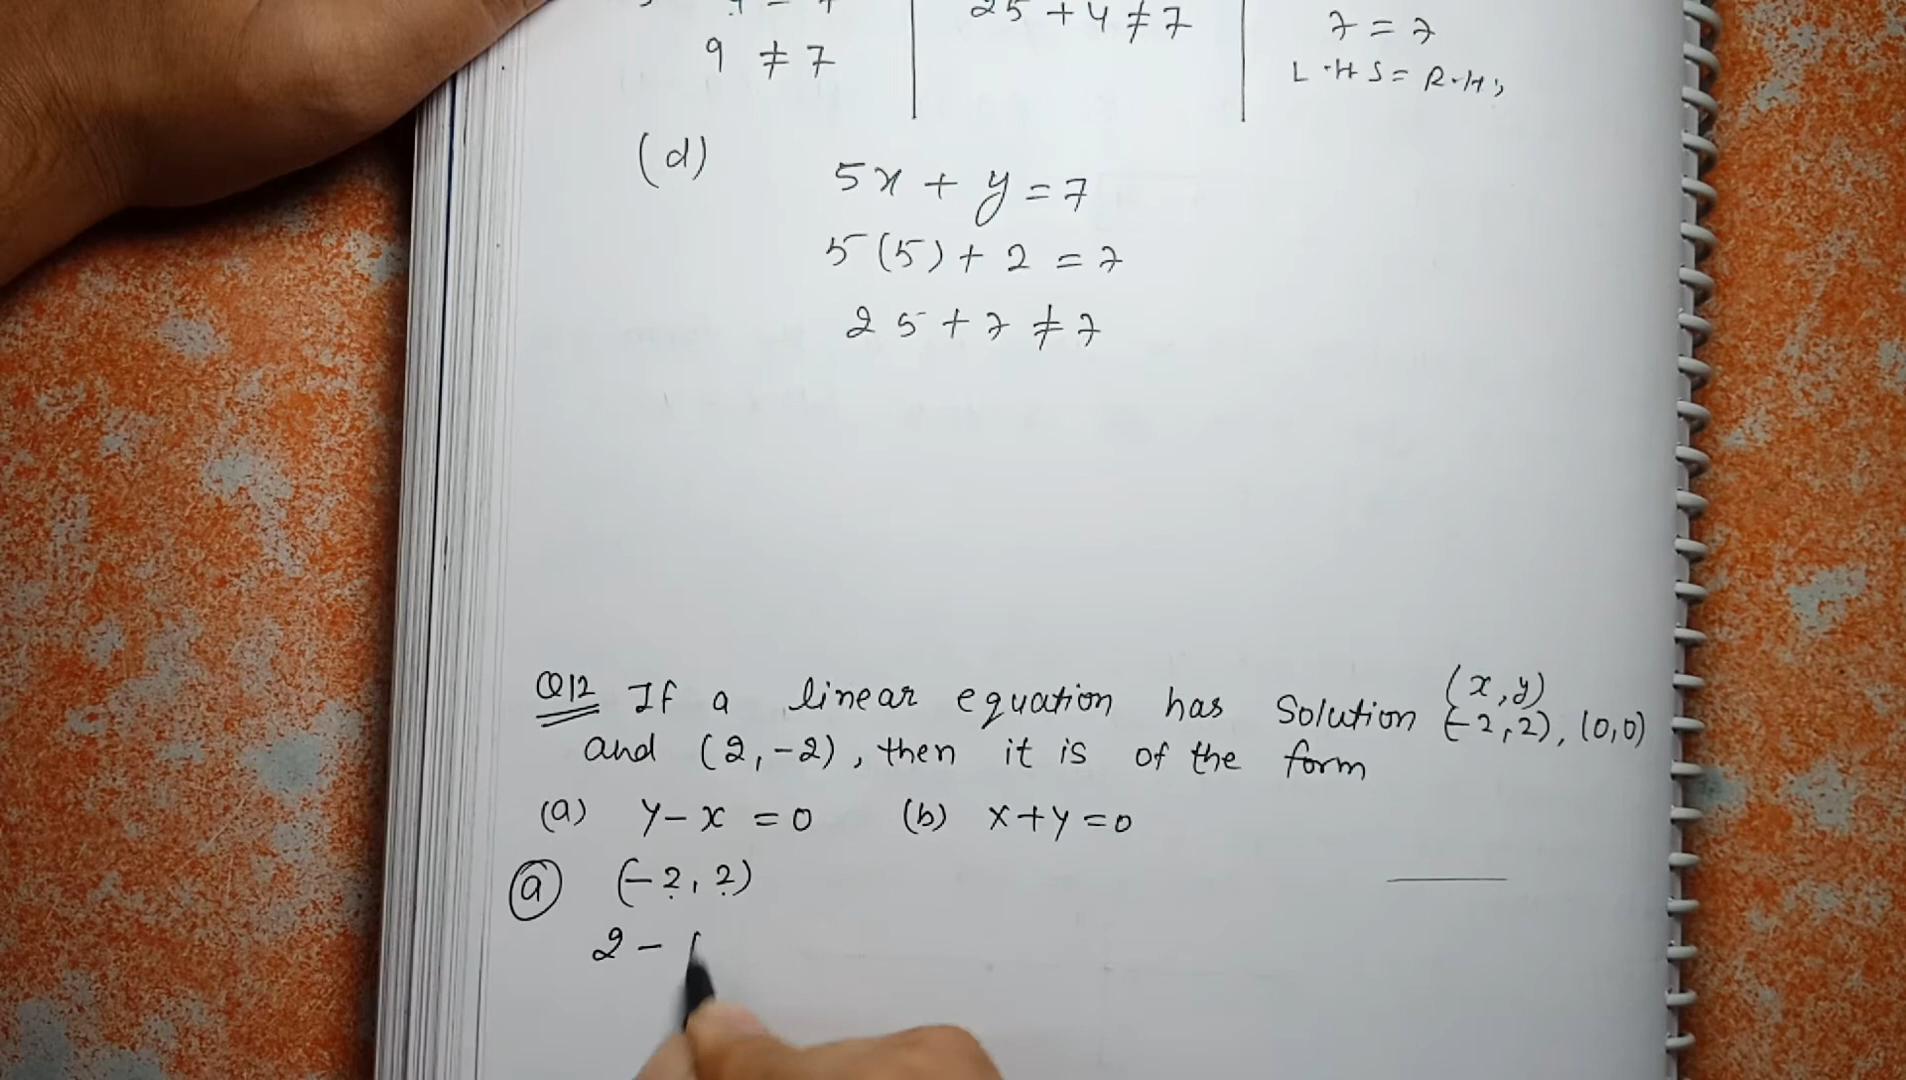 25 + 4 ≠ 7
7 = 7
9 ≠ 7
L.H.S = R.H.S
(d)
5x + y = 7
5(5) + 2 = 7
25 + 7 ≠ 7
Q12 If a linear equation has Solution (x,y)
(-2,2), (0,0)
and (2,-2), then it is of the form
(a) y - x = 0 (b) x + y = 0
(a) (-2, 2)
2 - (